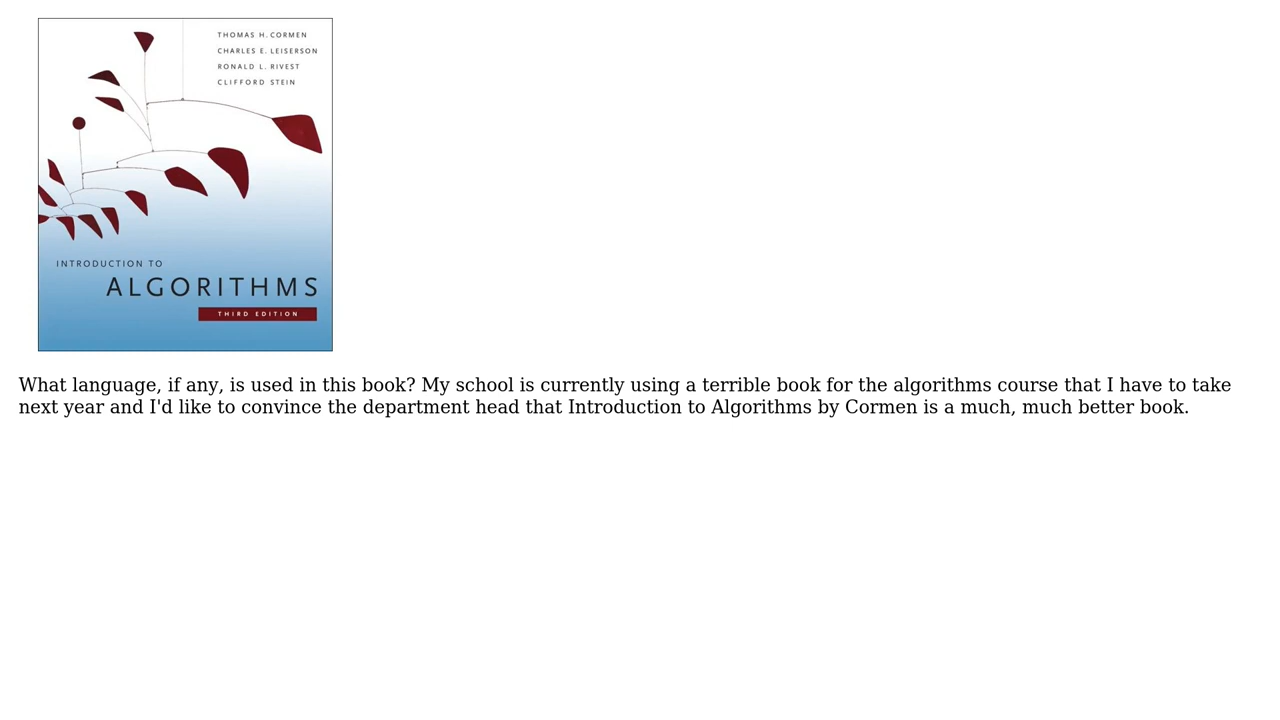 THOMAS H. CORMEN
CHARLES E. LEISERSON
RONALD L. RIVEST
CLIFFORD STEIN
INTRODUCTION TO
ALGORITHMS
THIRD EDITION
What language, if any, is used in this book? My school is currently using a terrible book for the algorithms course that I have to take
next year and I'd like to convince the department head that Introduction to Algorithms by Cormen is a much, much better book.